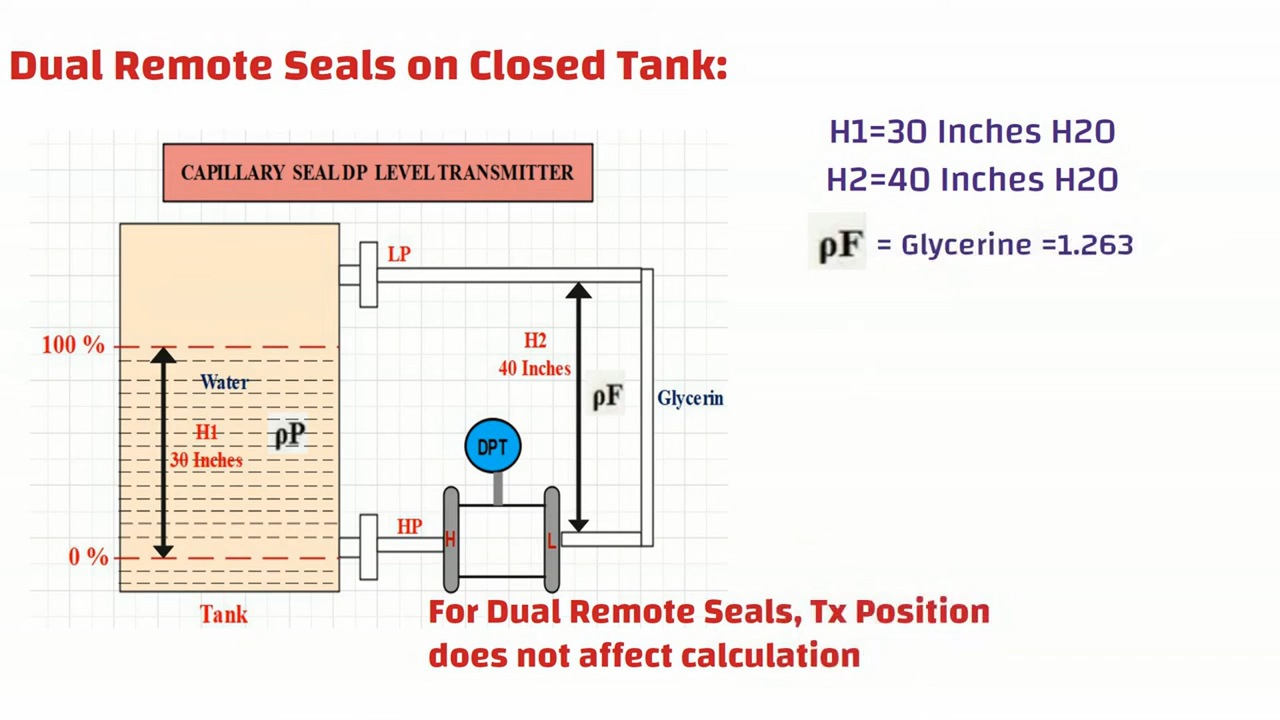 Dual Remote Seals on Closed Tank:
H1=30 Inches H2O
H2=40 Inches H2O
ρF = Glycerine =1.263
CAPILLARY SEAL DP LEVEL TRANSMITTER
LP
100 %
Water
H1
30 Inches
ρP
H2
40 Inches
ρF
Glycerin
DPT
HP
H
L
0 %
Tank
For Dual Remote Seals, Tx Position
does not affect calculation